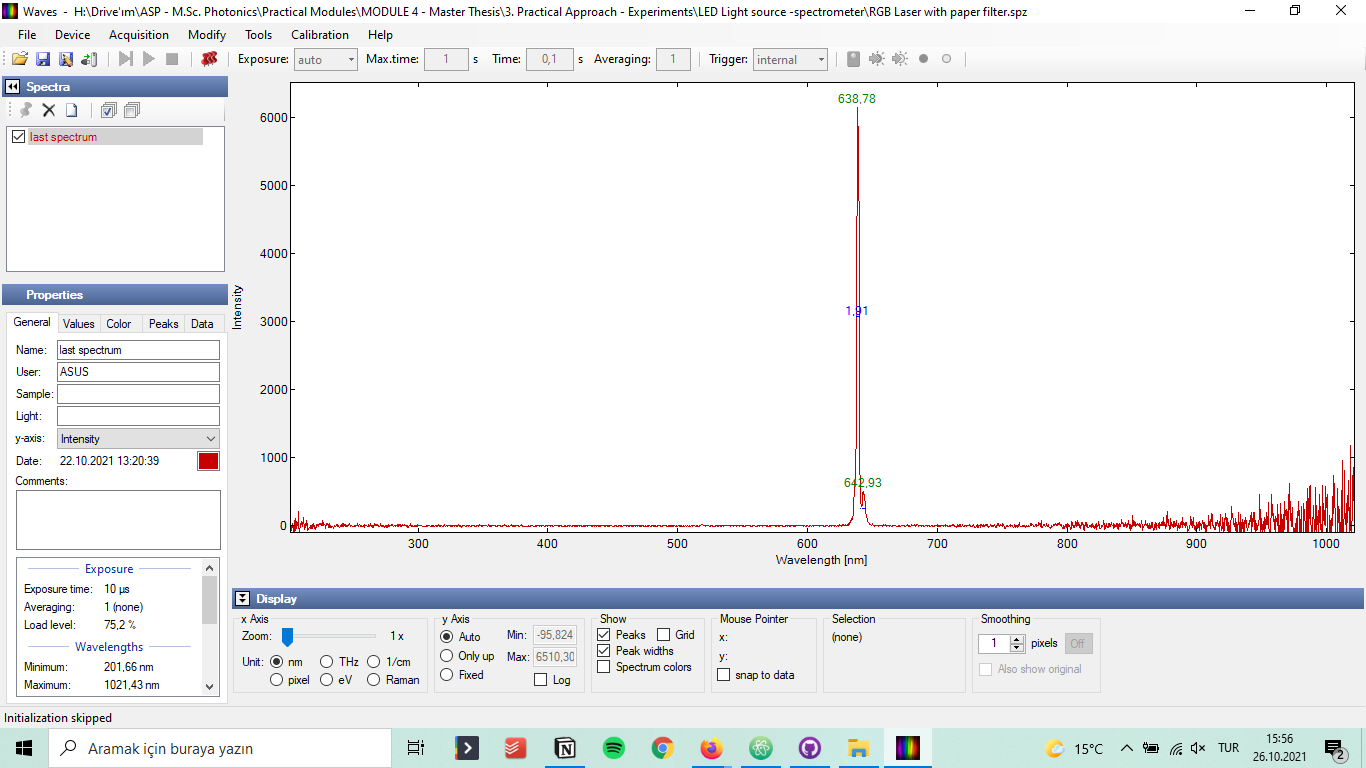 Waves - H:\Drive'ım\ASP - M.Sc. Photonics\Practical Modules\MODULE 4 - Master Thesis\3. Practical Approach - Experiments\LED Light source -spectrometer\RGB Laser with paper filter.spz
File Device Acquisition Modify Tools Calibration Help
Exposure: auto Max.time: 1 s Time: 0,1 s Averaging: 1 Trigger: internal
Spectra
last spectrum
Properties
General Values Color Peaks Data
Name: last spectrum
User: ASUS
Sample:
Light:
y-axis: Intensity
Date: 22.10.2021 13:20:39
Comments:
Exposure
Exposure time: 10 µs
Averaging: 1 (none)
Load level: 75,2 %
Wavelengths
Minimum: 201,66 nm
Maximum: 1021,43 nm
638,78
6000
5000
4000
Intensity
1,91
3000
2000
1000
642,93
0
300 400 500 600 700 800 900 1000
Wavelength [nm]
Display
x Axis
Zoom: 1 x
Unit: nm THz 1/cm
pixel eV Raman
y Axis
Auto Min: -95,824
Only up Max: 6510,30
Fixed Log
Show
Peaks Grid
Peak widths
Spectrum colors
Mouse Pointer
x:
y:
snap to data
Selection
(none)
Smoothing
1 pixels Off
Also show original
Initialization skipped
Aramak için buraya yazın
15°C TUR 15:56
26.10.2021
2